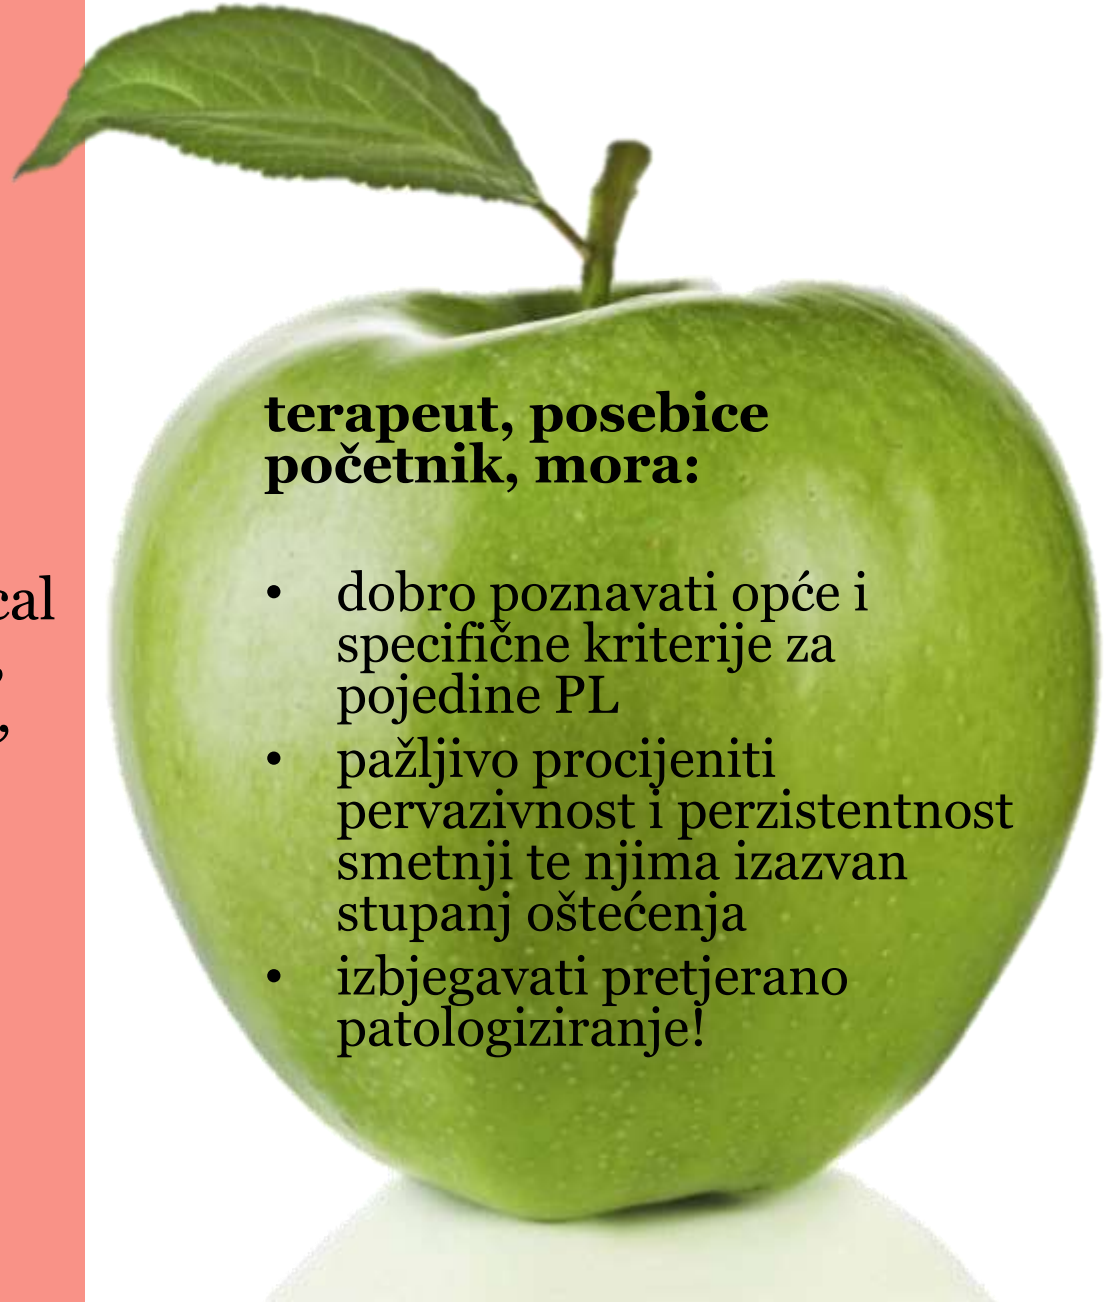 cal
,
,
terapeut, posebice
početnik, mora:
• dobro poznavati opće i
specifične kriterije za
pojedine PL
• pažljivo procijeniti
pervazivnost i perzistentnost
smetnji te njima izazvan
stupanj oštećenja
• izbjegavati pretjerano
patologiziranje!